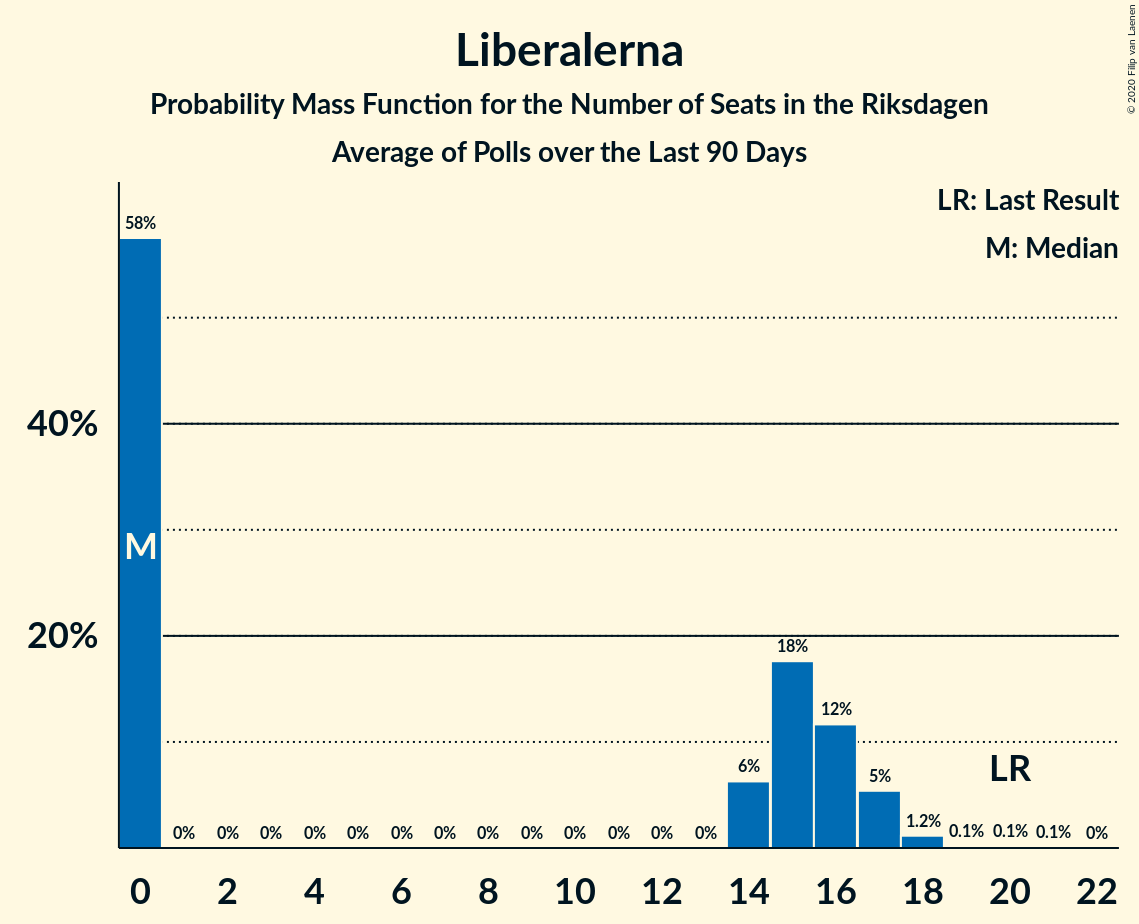 Liberalerna
Probability Mass Function for the Number of Seats in the Riksdagen
Average of Polls over the Last 90 Days
© 2020 Filip van Laenen
LR: Last Result
M: Median
58%
40%
M
20%
18%
12%
6%
5%
LR
0% 0% 0% 0% 0% 0% 0% 0% 0% 0% 0% 0% 0% 1.2% 0.1% 0.1% 0.1% 0%
0 2 4 6 8 10 12 14 16 18 20 22